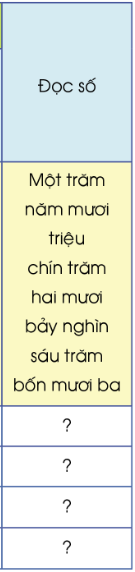 Đọc số
Một trăm
năm mươi
triệu
chín trăm
hai mươi
bảy nghìn
sáu trăm
bốn mươi ba
?
?
?
?